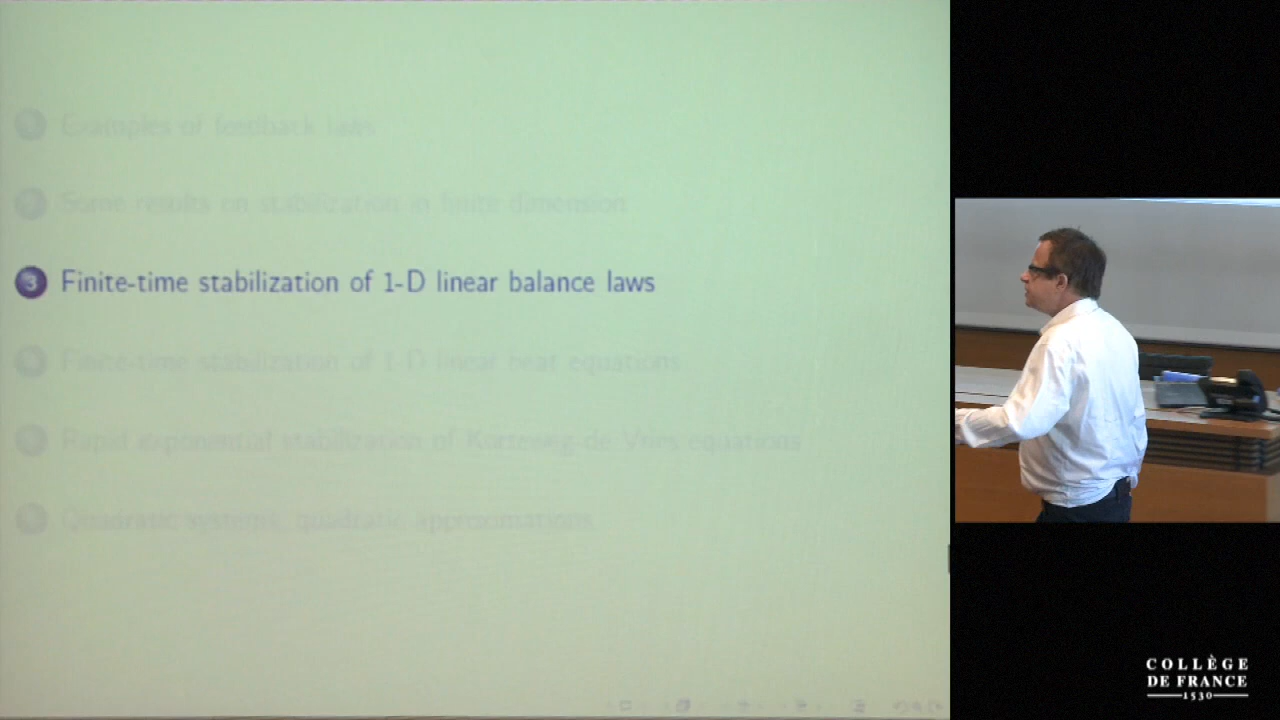 Examples of feedback laws
Some results on stabilization in finite dimension
3 Finite-time stabilization of 1-D linear balance laws
Finite-time stabilization of 1-D linear heat equations
Rapid exponential stabilization of Korteweg-de Vries equations
Quadratic systems, quadratic approximations
COLLÈGE
DE FRANCE
1530